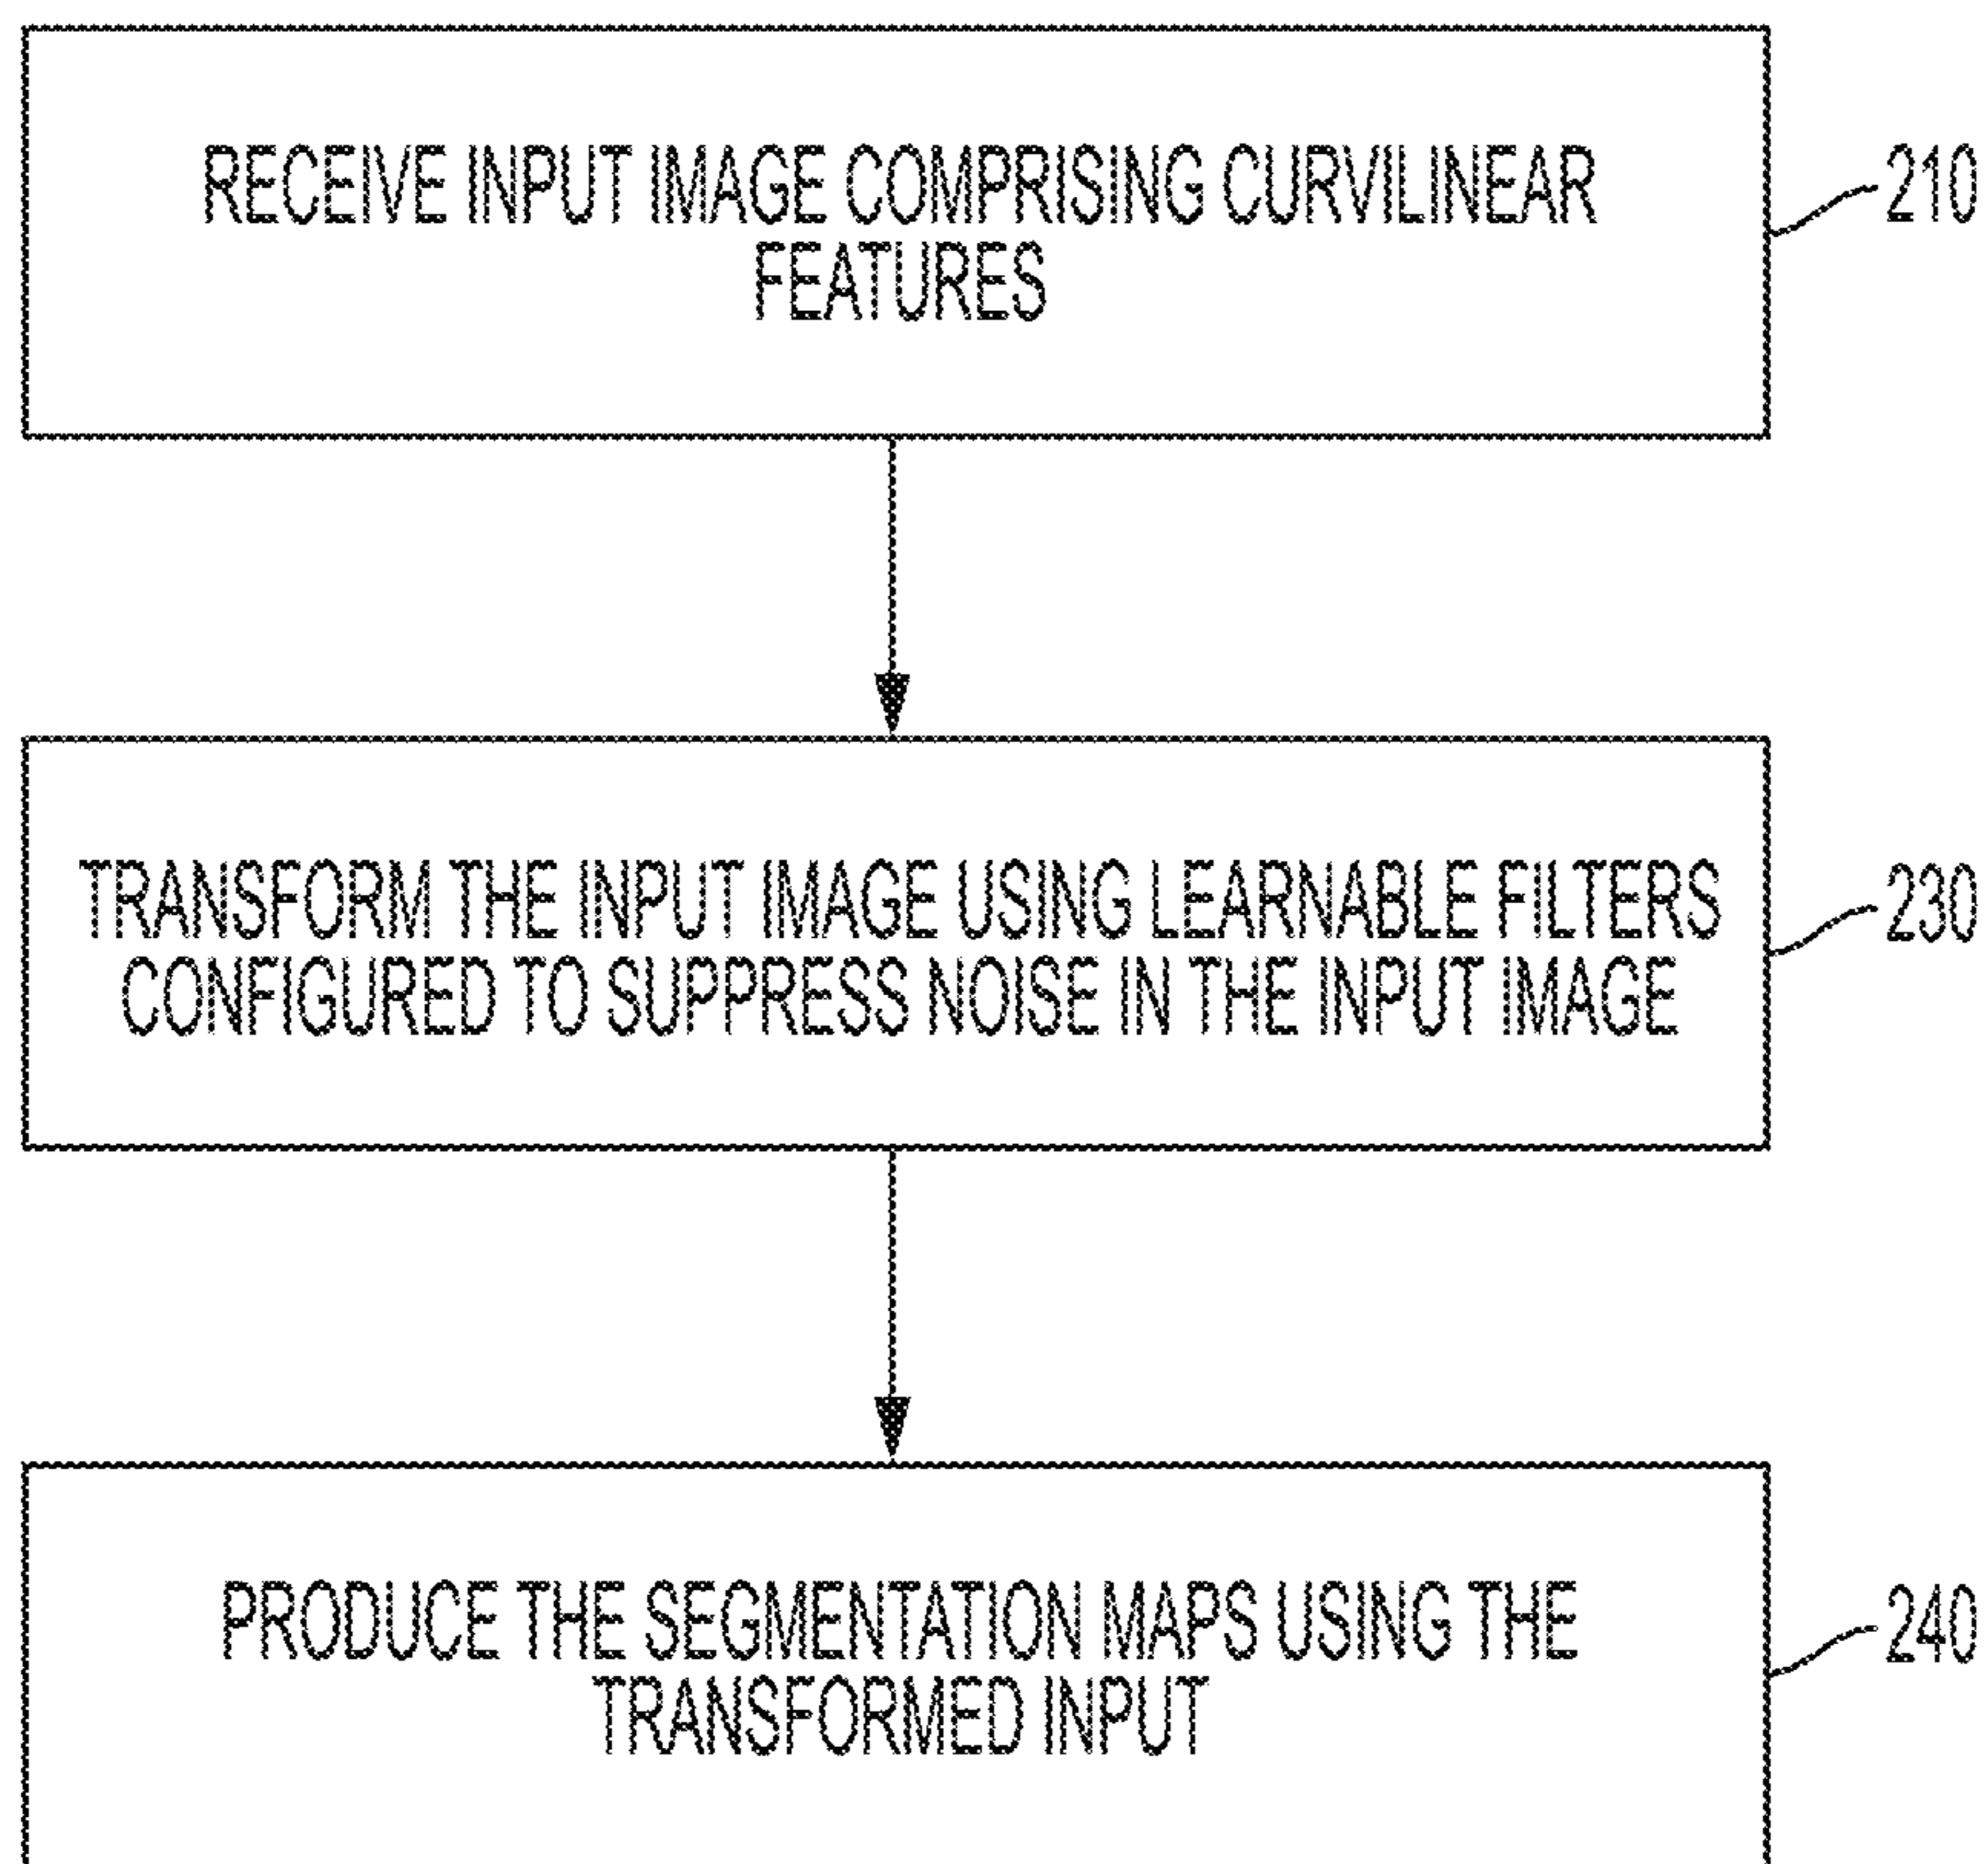 RECEIVE INPUT IMAGE COMPRISING CURVILINEAR
FEATURES
210
TRANSFORM THE INPUT IMAGE USING LEARNABLE FILTERS
CONFIGURED TO SUPPRESS NOISE IN THE INPUT IMAGE
230
PRODUCE THE SEGMENTATION MAPS USING THE
TRANSFORMED INPUT
240